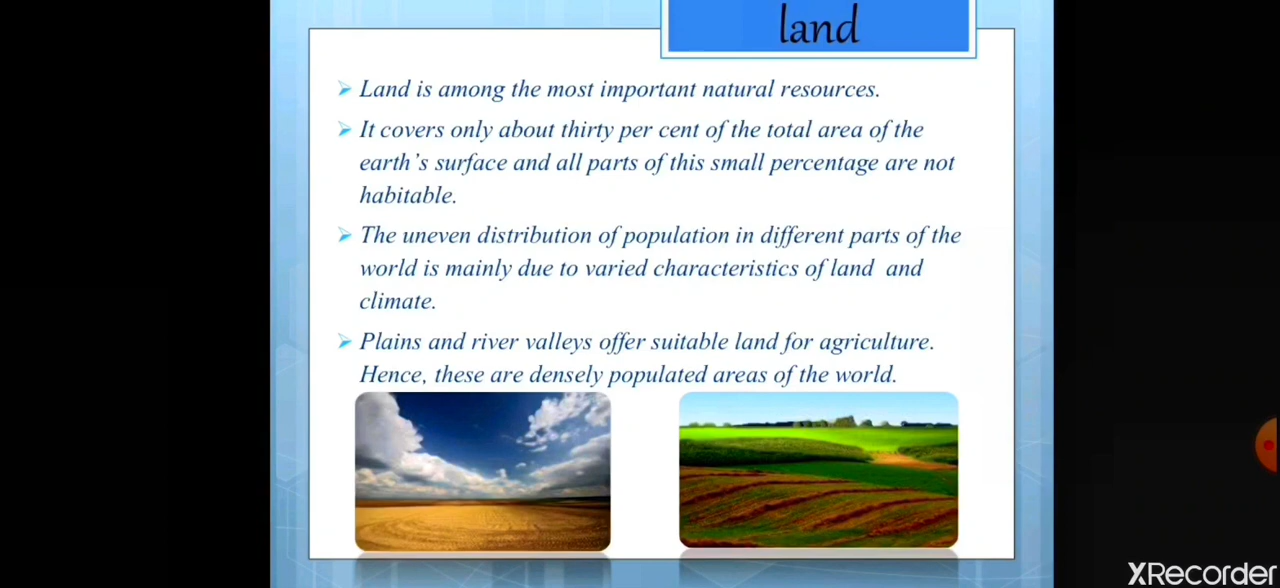 land
Land is among the most important natural resources.
It covers only about thirty per cent of the total area of the
earth's surface and all parts of this small percentage are not
habitable.
The uneven distribution of population in different parts of the
world is mainly due to varied characteristics of land and
climate.
Plains and river valleys offer suitable land for agriculture.
Hence, these are densely populated areas of the world.
XRecorder